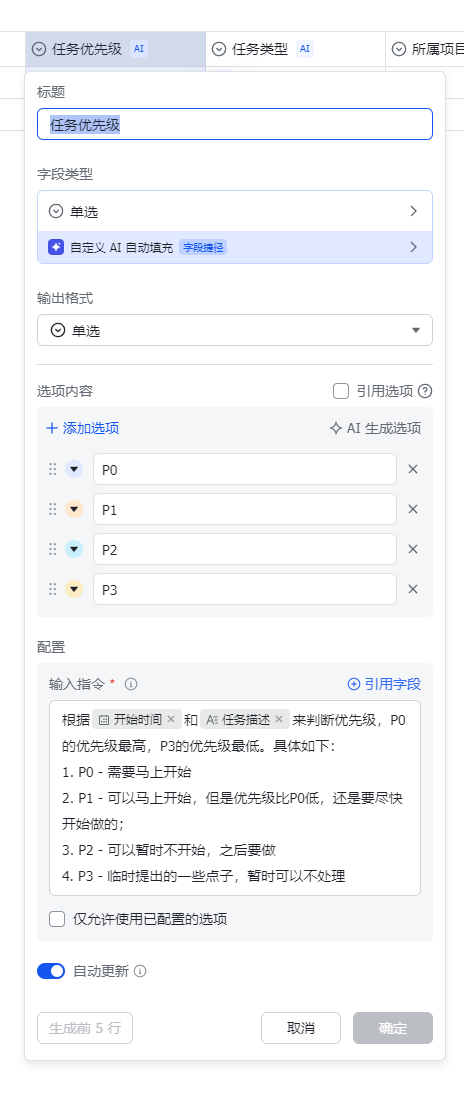 任务优先级 AI 任务类型 AI 所属项目
标题
任务优先级
字段类型
单选
自定义 AI 自动填充 字段捷径
输出格式
单选
选项内容 引用选项
添加选项 AI 生成选项
P0
P1
P2
P3
配置
输入指令 * 引用字段
根据 开始时间 × 和 任务描述 × 来判断优先级，P0
的优先级最高，P3的优先级最低。具体如下：
1. P0 - 需要马上开始
2. P1 - 可以马上开始，但是优先级比P0低，还是要尽快
开始做的；
3. P2 - 可以暂时不开始，之后要做
4. P3 - 临时提出的一些点子，暂时可以不处理
仅允许使用已配置的选项
自动更新
生成前 5 行 取消 确定